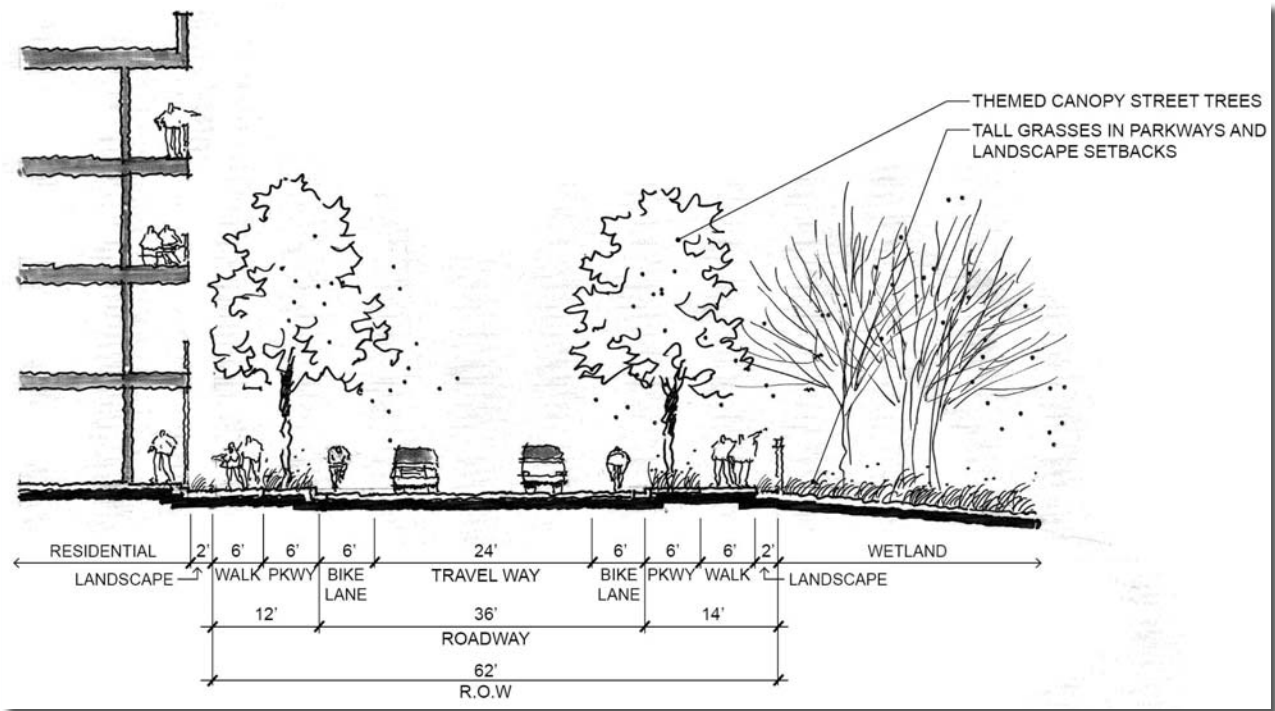 THEMED CANOPY STREET TREES
TALL GRASSES IN PARKWAYS AND
LANDSCAPE SETBACKS
RESIDENTIAL 2' 6' 6' 6' 24' 6' 6' 6' 2' WETLAND
LANDSCAPE WALK PKWY BIKE TRAVEL WAY BIKE PKWY WALK LANDSCAPE
LANE LANE
12' 36' 14'
ROADWAY
62'
R.O.W